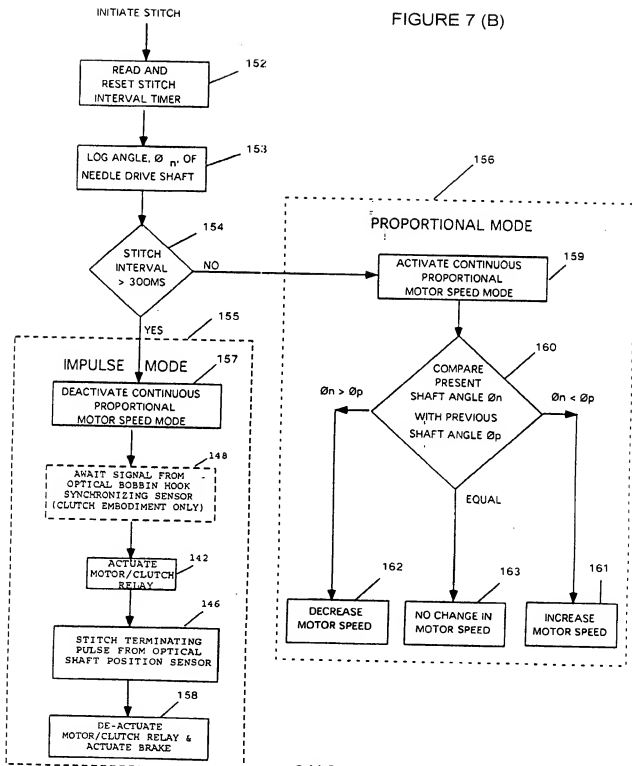 INITIATE STITCH
FIGURE 7 (B)
152
READ AND
RESET STITCH
INTERVAL TIMER
153
LOG ANGLE, Ø n, OF
NEEDLE DRIVE SHAFT
154
STITCH
INTERVAL
> 300MS
NO
YES
155
IMPULSE MODE
157
DEACTIVATE CONTINUOUS
PROPORTIONAL
MOTOR SPEED MODE
148
AWAIT SIGNAL FROM
OPTICAL BOBBIN HOOK
SYNCHRONIZING SENSOR
(CLUTCH EMBODIMENT ONLY)
ACTUATE
MOTOR/CLUTCH
RELAY
142
146
STITCH TERMINATING
PULSE FROM OPTICAL
SHAFT POSITION SENSOR
158
DE-ACTUATE
MOTOR/CLUTCH RELAY &
ACTUATE BRAKE
156
PROPORTIONAL MODE
ACTIVATE CONTINUOUS
PROPORTIONAL
MOTOR SPEED MODE
159
160
COMPARE
PRESENT
SHAFT ANGLE Øn
WITH PREVIOUS
SHAFT ANGLE Øp
Øn > Øp
Øn < Øp
EQUAL
162
DECREASE
MOTOR SPEED
163
NO CHANGE IN
MOTOR SPEED
161
INCREASE
MOTOR SPEED